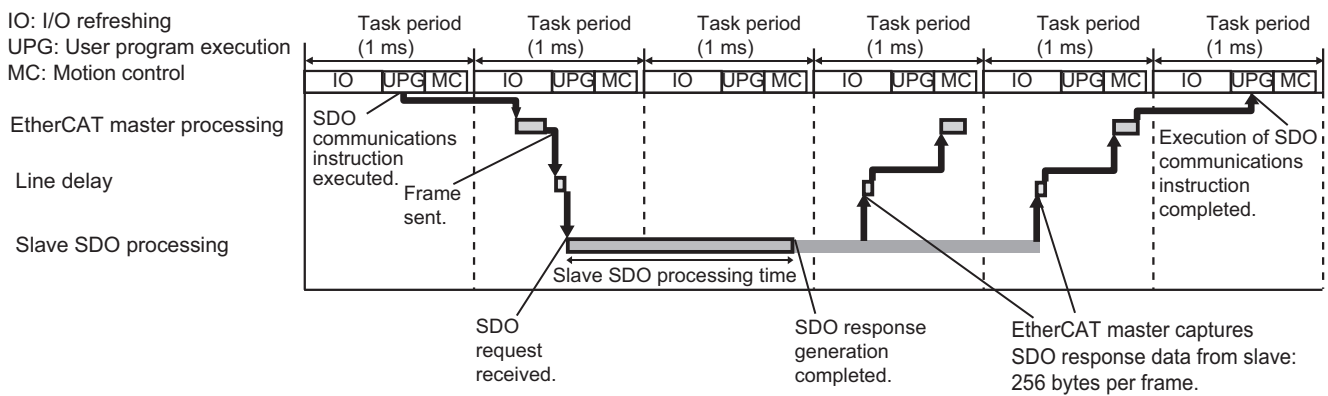 IO: I/O refreshing
UPG: User program execution
MC: Motion control
Task period
(1 ms)
Task period
(1 ms)
Task period
(1 ms)
Task period
(1 ms)
Task period
(1 ms)
Task period
(1 ms)
IO UPG MC IO UPG MC IO UPG MC IO UPG MC IO UPG MC IO UPG MC
EtherCAT master processing
Line delay
Slave SDO processing
SDO
communications
instruction
executed.
Frame
sent.
Execution of SDO
communications
instruction
completed.
Slave SDO processing time
SDO
request
received.
SDO response
generation
completed.
EtherCAT master captures
SDO response data from slave:
256 bytes per frame.